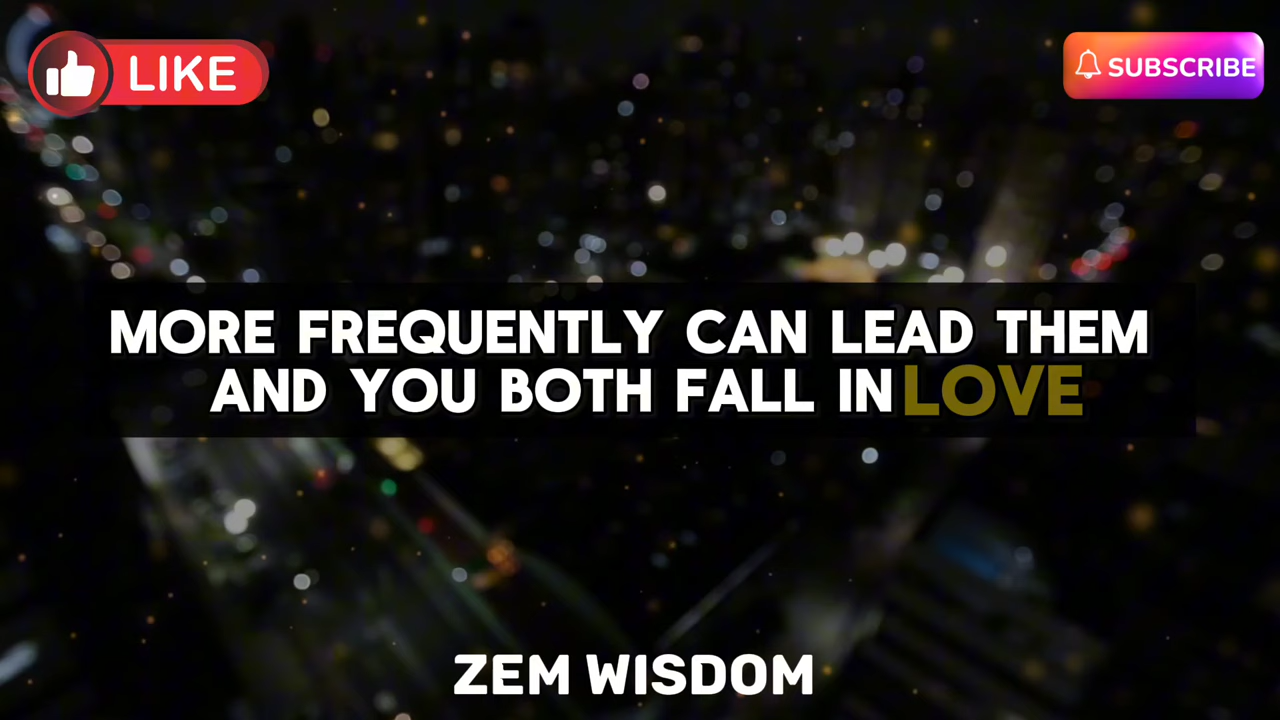 LIKE
SUBSCRIBE
MORE FREQUENTLY CAN LEAD THEM
AND YOU BOTH FALL IN LOVE
ZEM WISDOM